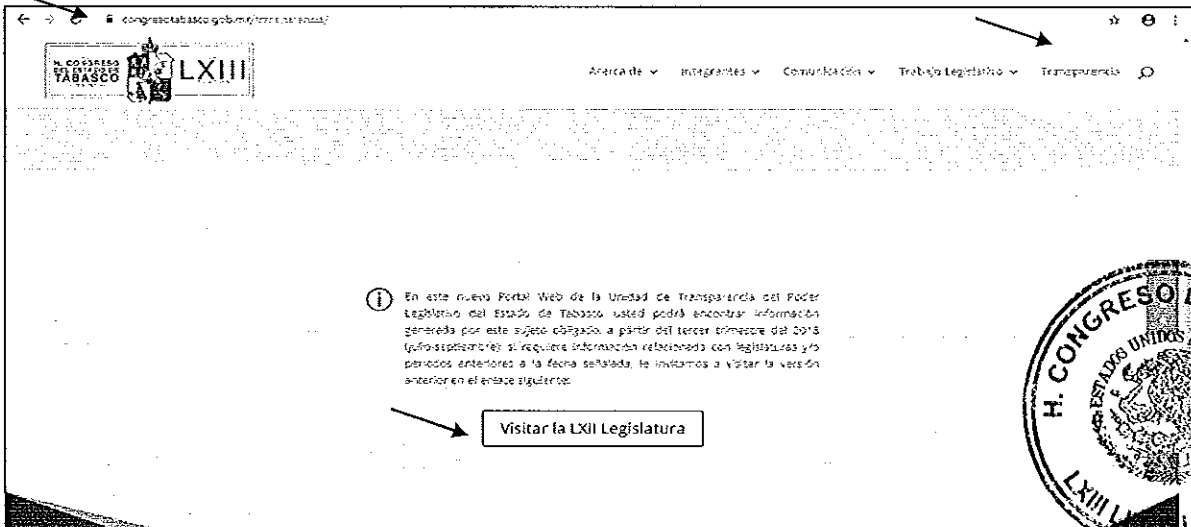 congresotabasco.gob.mx/transparencia/
H. CONGRESO
DEL ESTADO DE
TABASCO
LXIII
Acerca de
Integrantes
Comunicación
Trabajo Legislativo
Transparencia
En este nuevo Portal Web de la Unidad de Transparencia del Poder
Legislativo del Estado de Tabasco usted podrá encontrar información
generada por este sujeto obligado, a partir del tercer trimestre del 2018
(julio-septiembre); si requiere información relacionada con legislaturas y/o
periodos anteriores a la fecha señalada, le invitamos a visitar la versión
anterior en el enlace siguiente:
Visitar la LXII Legislatura
H. CONGRESO
ESTADOS UNIDOS
LXIII